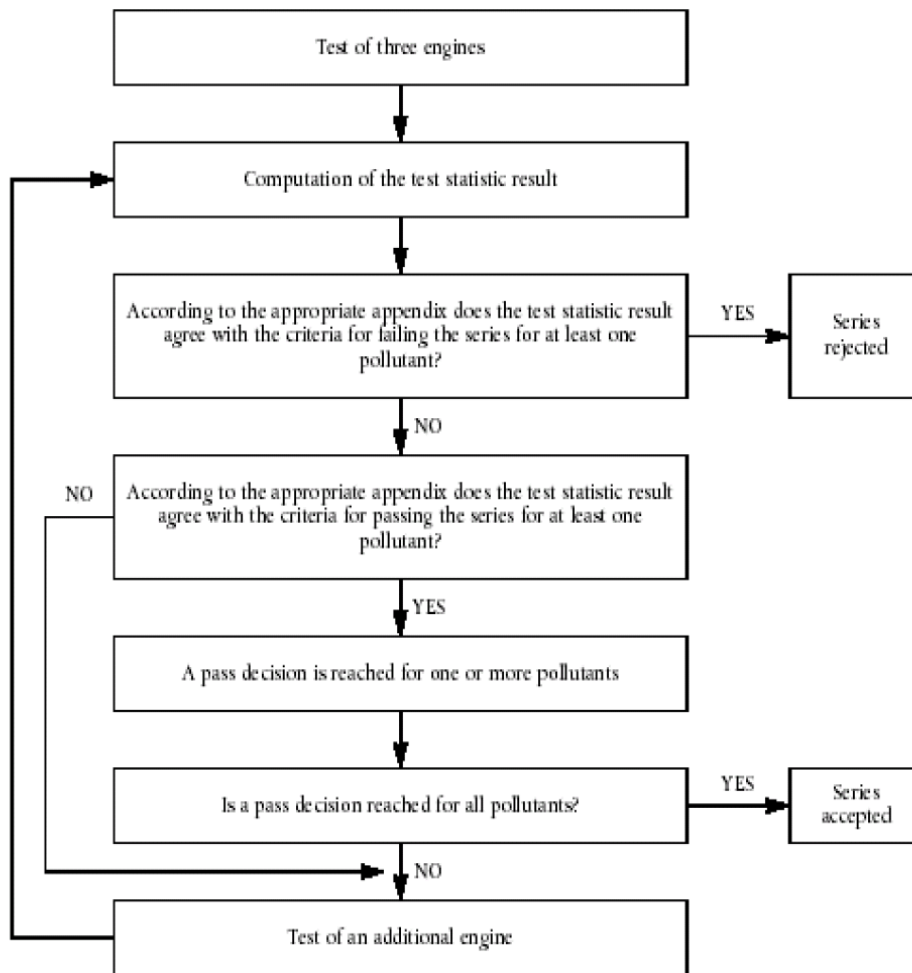 Test of three engines
Computation of the test statistic result
According to the appropriate appendix does the test statistic result
agree with the criteria for failing the series for at least one
pollutant?
YES
Series
rejected
NO
NO
According to the appropriate appendix does the test statistic result
agree with the criteria for passing the series for at least one
pollutant?
YES
A pass decision is reached for one or more pollutants
Is a pass decision reached for all pollutants?
YES
Series
accepted
NO
Test of an additional engine